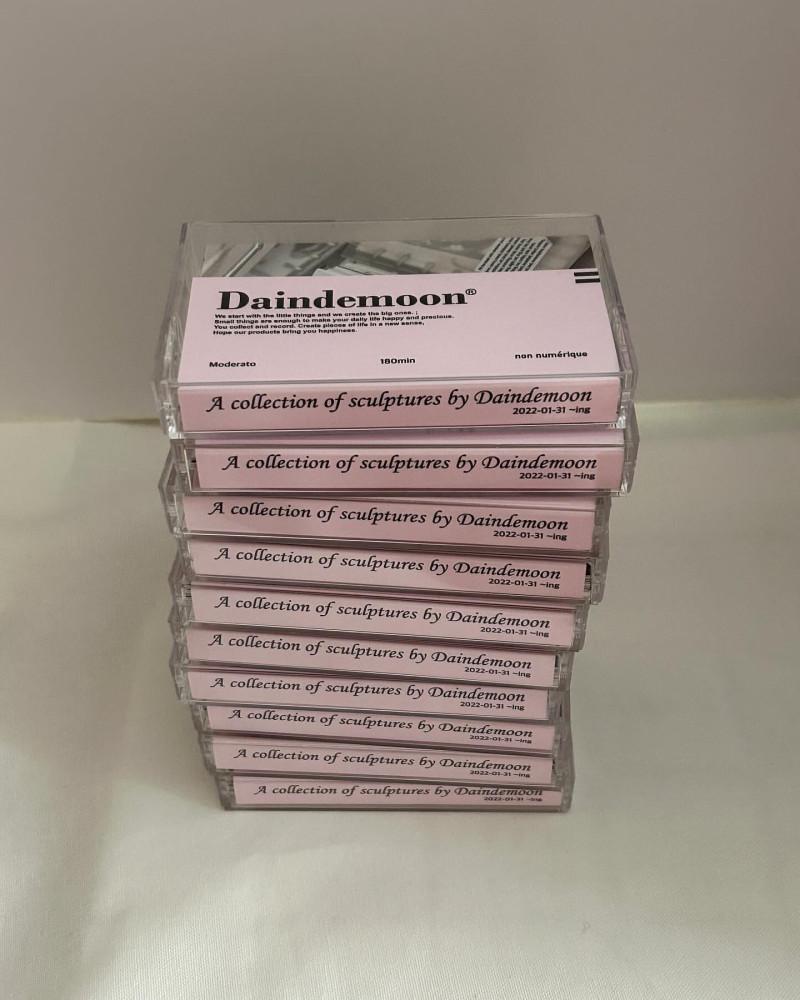 Daindemoon®
We start with the little things and we create the big ones. ;
Small things are enough to make your daily life happy and precious.
You collect and record. Create pieces of life in a new sense,
Hope our products bring you happiness.
Moderato 180min non numérique
A collection of sculptures by Daindemoon
2022-01-31 ~ing
A collection of sculptures by Daindemoon
2022-01-31 ~ing
A collection of sculptures by Daindemoon
2022-01-31 ~ing
A collection of sculptures by Daindemoon
2022-01-31 ~ing
A collection of sculptures by Daindemoon
2022-01-31 ~ing
A collection of sculptures by Daindemoon
2022-01-31 ~ing
A collection of sculptures by Daindemoon
2022-01-31 ~ing
A collection of sculptures by Daindemoon
2022-01-31 ~ing
A collection of sculptures by Daindemoon
2022-01-31 ~ing
A collection of sculptures by Daindemoon
2022-01-31 ~ing